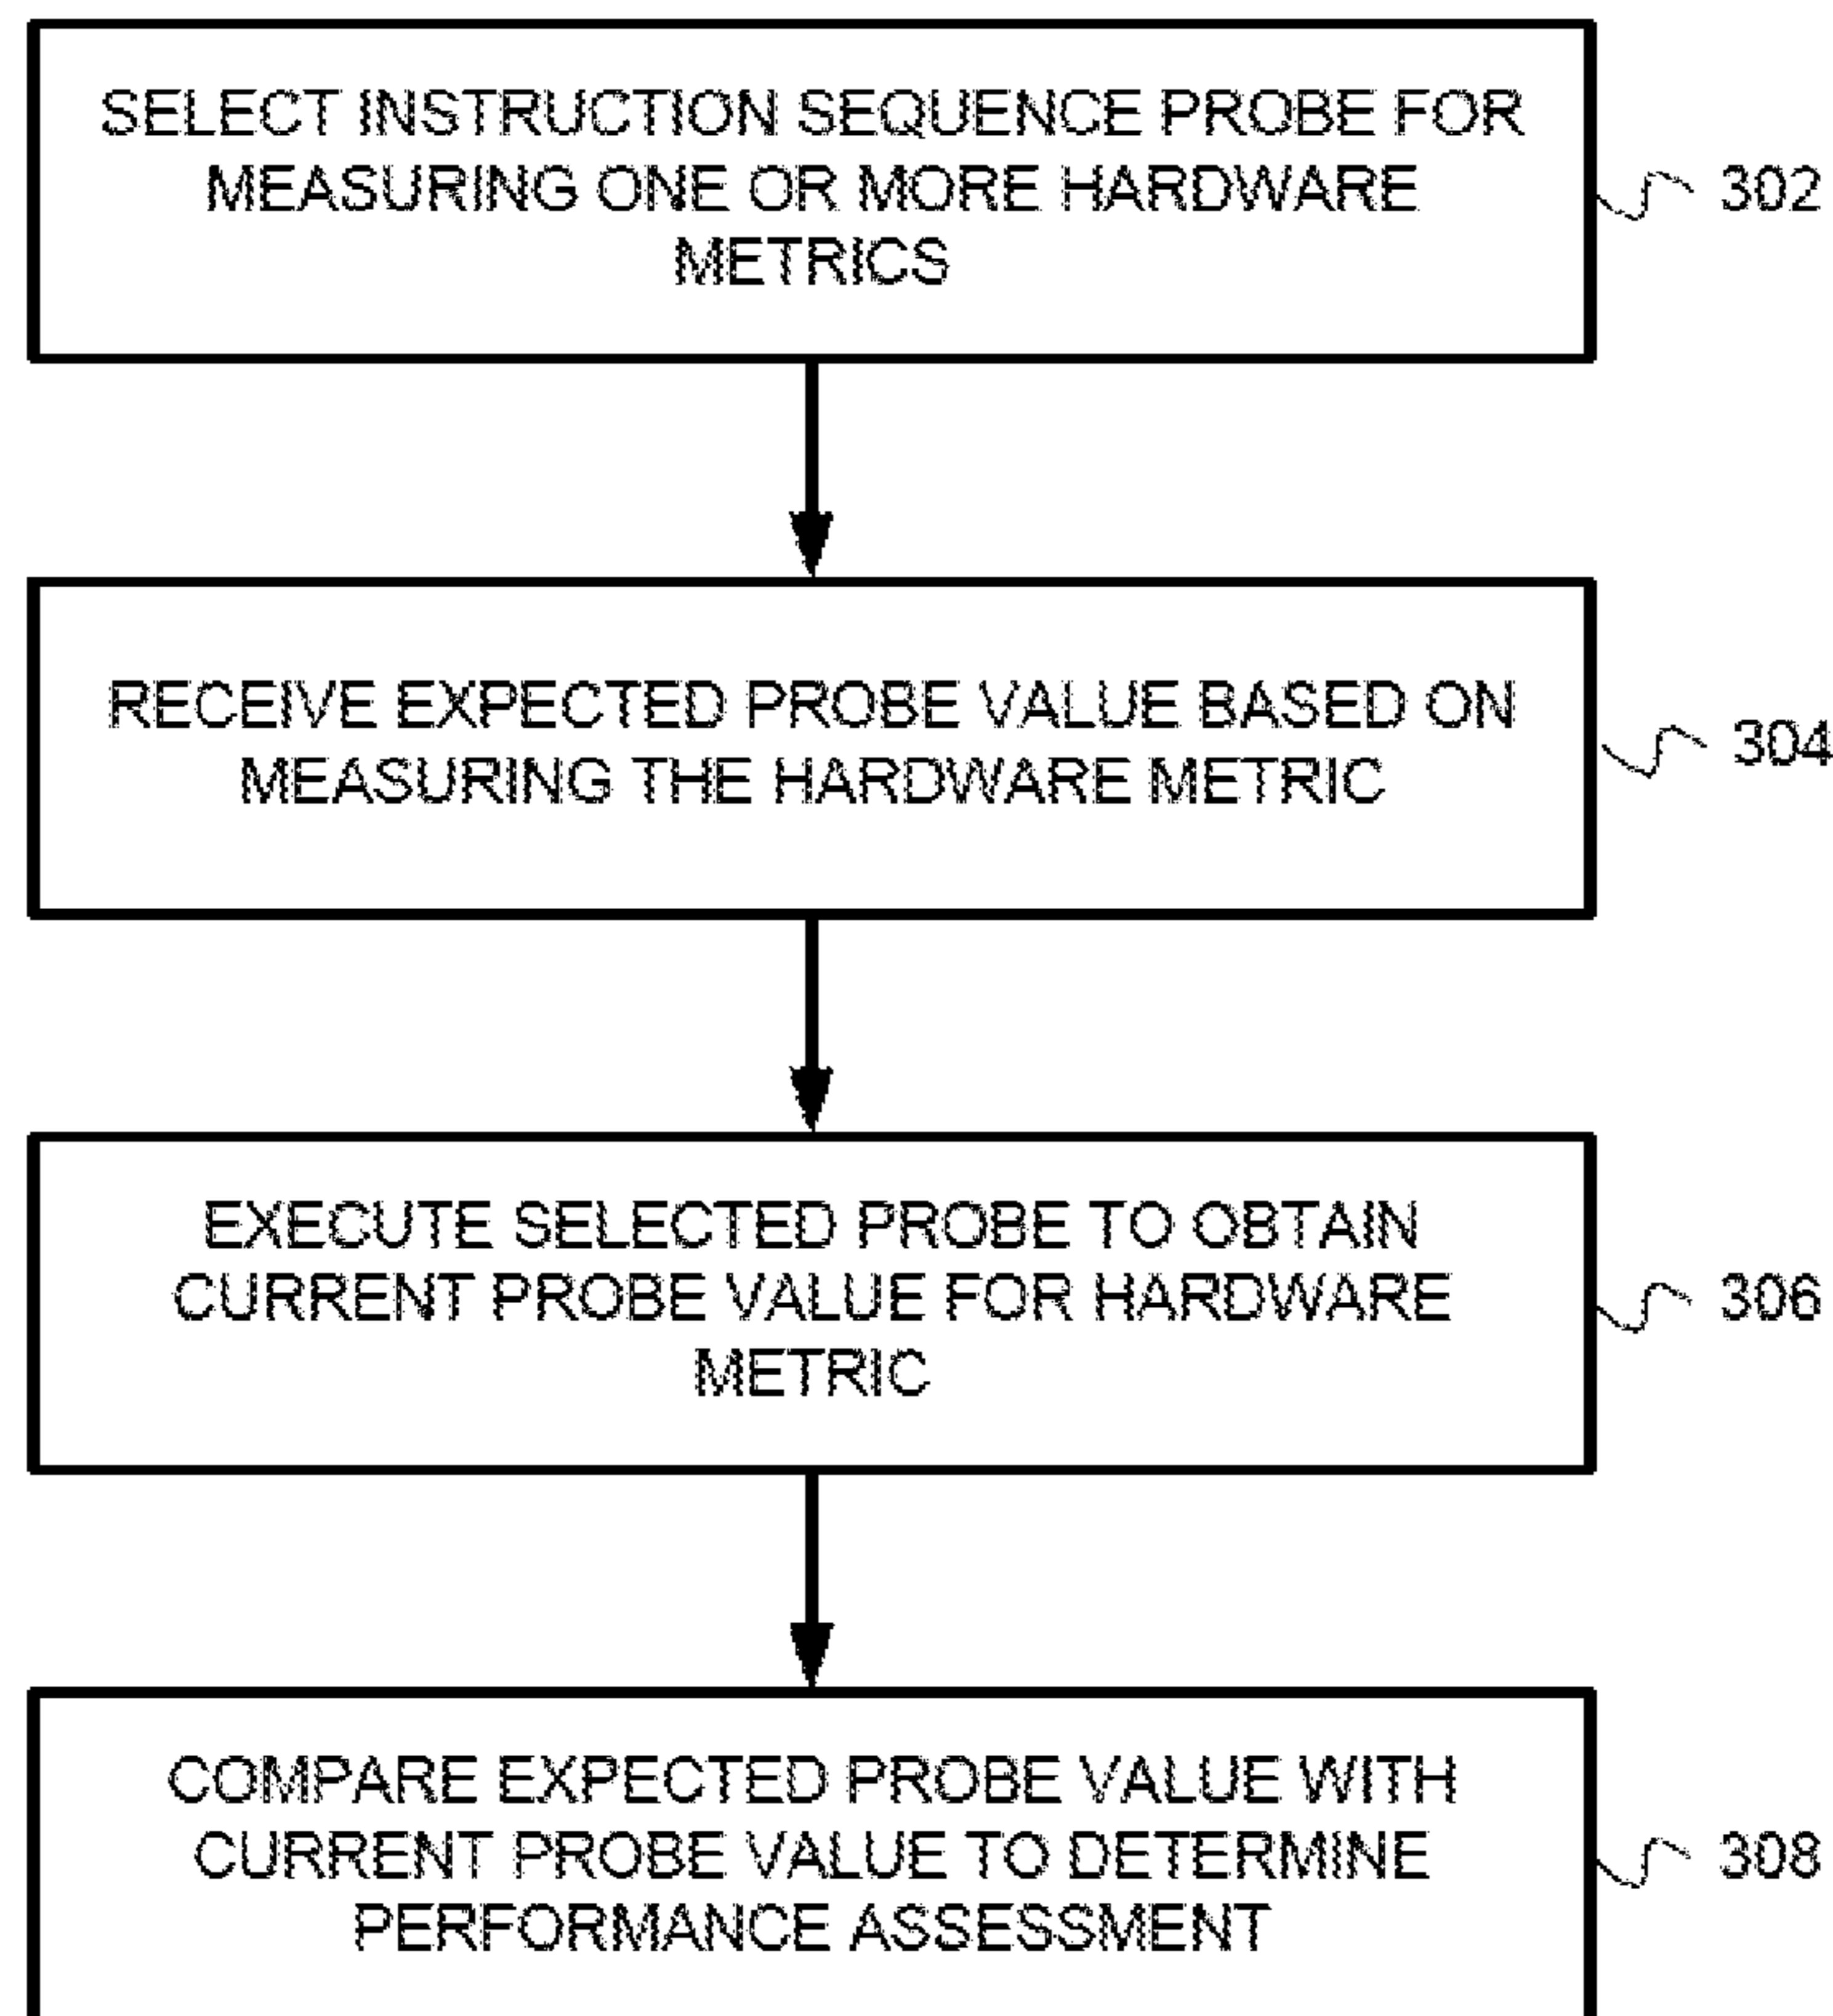 SELECT INSTRUCTION SEQUENCE PROBE FOR
MEASURING ONE OR MORE HARDWARE
METRICS
302
RECEIVE EXPECTED PROBE VALUE BASED ON
MEASURING THE HARDWARE METRIC
304
EXECUTE SELECTED PROBE TO OBTAIN
CURRENT PROBE VALUE FOR HARDWARE
METRIC
306
COMPARE EXPECTED PROBE VALUE WITH
CURRENT PROBE VALUE TO DETERMINE
PERFORMANCE ASSESSMENT
308